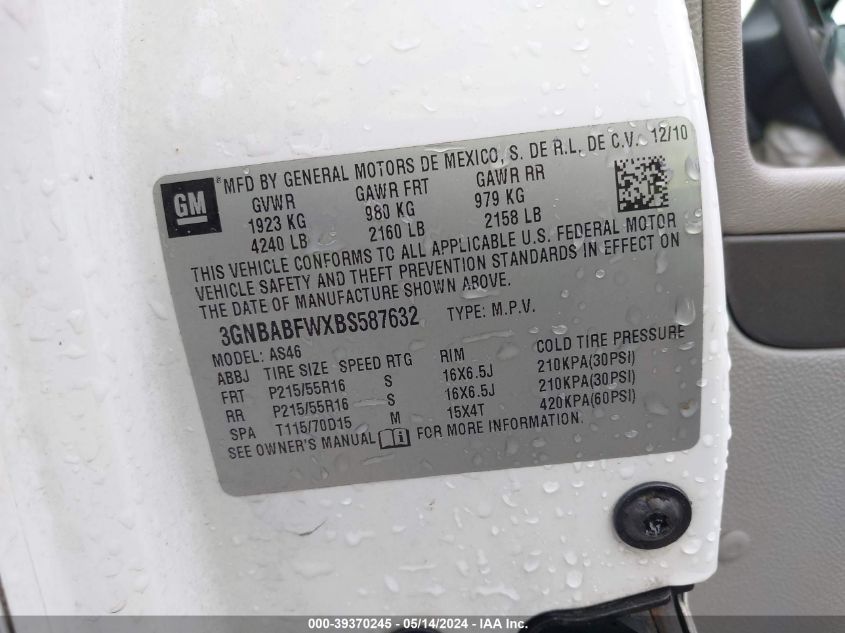 GM ® MFD BY GENERAL MOTORS DE MEXICO, S. DE R.L. DE C.V. 12/10
GVWR GAWR FRT GAWR RR
1923 KG 980 KG 979 KG
4240 LB 2160 LB 2158 LB
THIS VEHICLE CONFORMS TO ALL APPLICABLE U.S. FEDERAL MOTOR
VEHICLE SAFETY AND THEFT PREVENTION STANDARDS IN EFFECT ON
THE DATE OF MANUFACTURE SHOWN ABOVE.
3GNBABFWXBS587632 TYPE: M.P.V.
MODEL: AS46
ABBJ TIRE SIZE SPEED RTG RIM COLD TIRE PRESSURE
FRT P215/55R16 S 16X6.5J 210KPA(30PSI)
RR P215/55R16 S 16X6.5J 210KPA(30PSI)
SPA T115/70D15 M 15X4T 420KPA(60PSI)
SEE OWNER'S MANUAL FOR MORE INFORMATION.
000-39370245 - 05/14/2024 - IAA Inc.